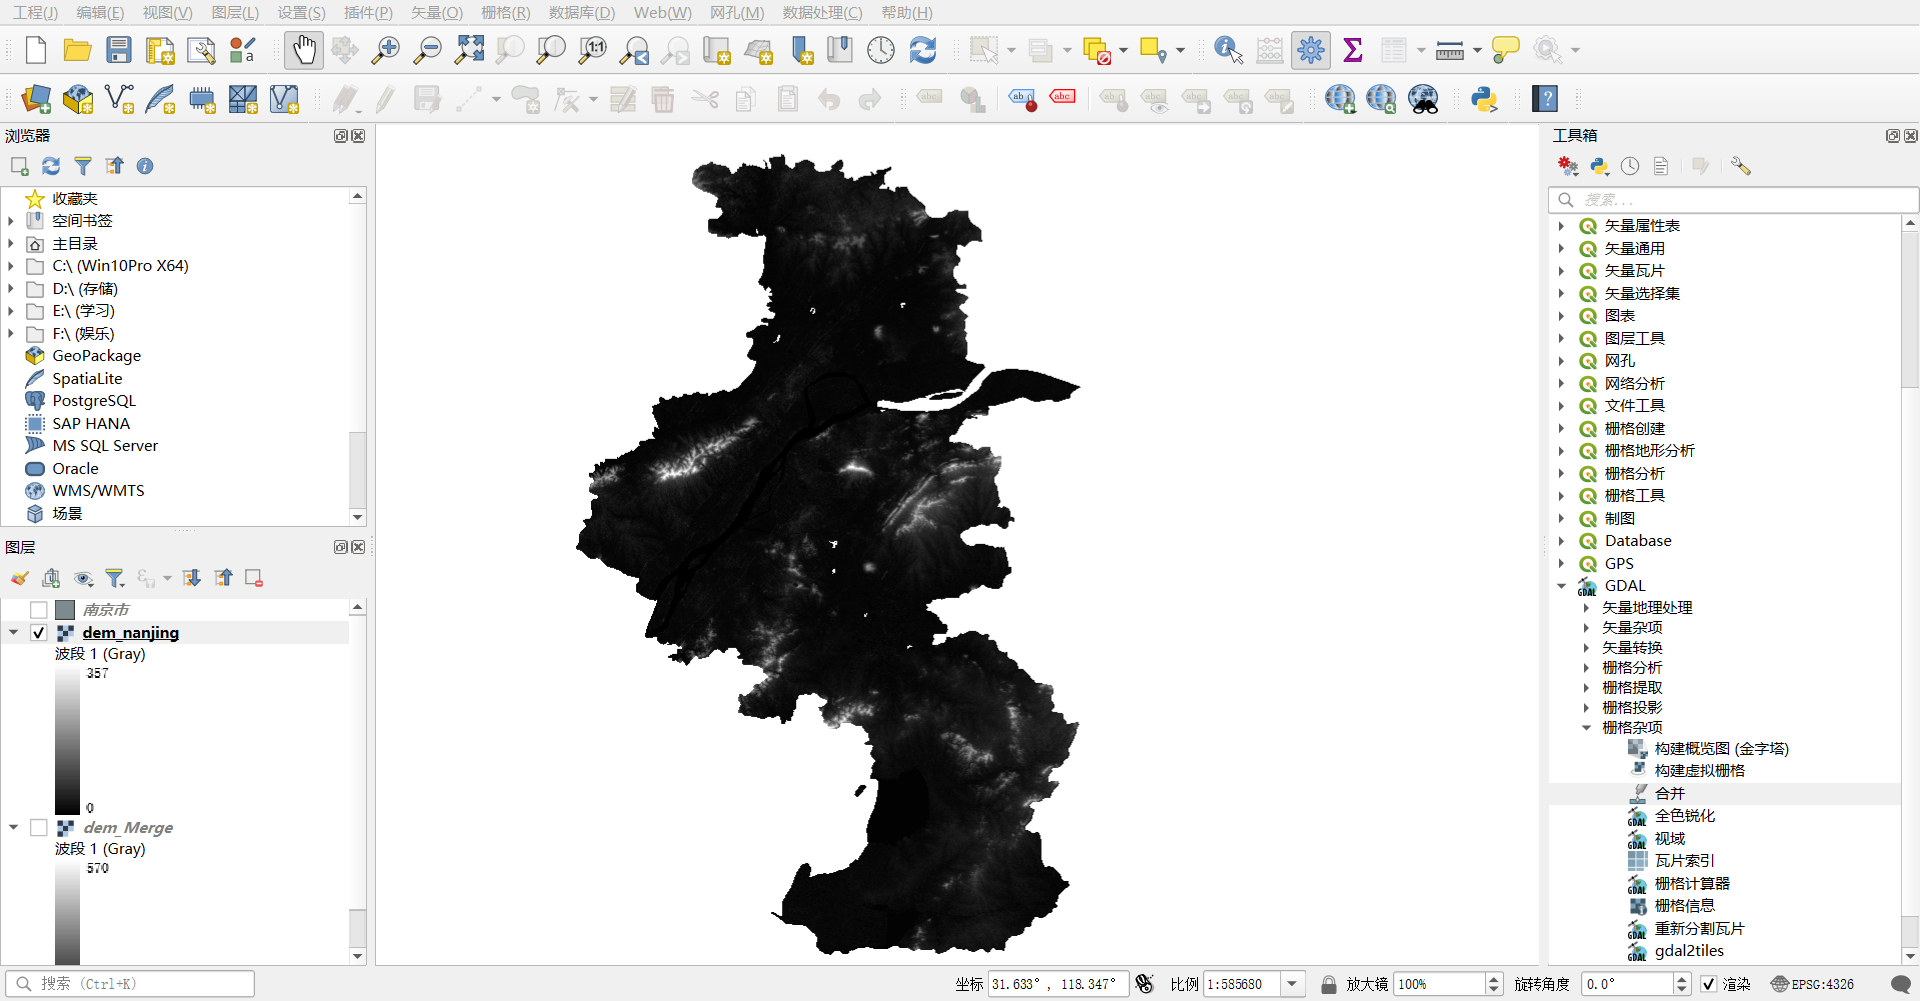 工程(J) 编辑(E) 视图(V) 图层(L) 设置(S) 插件(P) 矢量(O) 栅格(R) 数据库(D) Web(W) 网孔(M) 数据处理(C) 帮助(H)
浏览器
收藏夹
空间书签
主目录
C:\ (Win10Pro X64)
D:\ (存储)
E:\ (学习)
F:\ (娱乐)
GeoPackage
SpatiaLite
PostgreSQL
SAP HANA
MS SQL Server
Oracle
WMS/WMTS
场景
图层
南京市
dem_nanjing
波段 1 (Gray)
357
0
dem_Merge
波段 1 (Gray)
570
工具箱
搜索...
矢量属性表
矢量通用
矢量瓦片
矢量选择集
图表
图层工具
网孔
网络分析
文件工具
栅格创建
栅格地形分析
栅格分析
栅格工具
制图
Database
GPS
GDAL
矢量地理处理
矢量杂项
矢量转换
栅格分析
栅格提取
栅格投影
栅格杂项
构建概览图 (金字塔)
构建虚拟栅格
合并
全色锐化
视域
瓦片索引
栅格计算器
栅格信息
重新分割瓦片
gdal2tiles
搜索 (Ctrl+K) 坐标 31.633°, 118.347° 比例 1:585680 放大镜 100% 旋转角度 0.0° 渲染 EPSG:4326